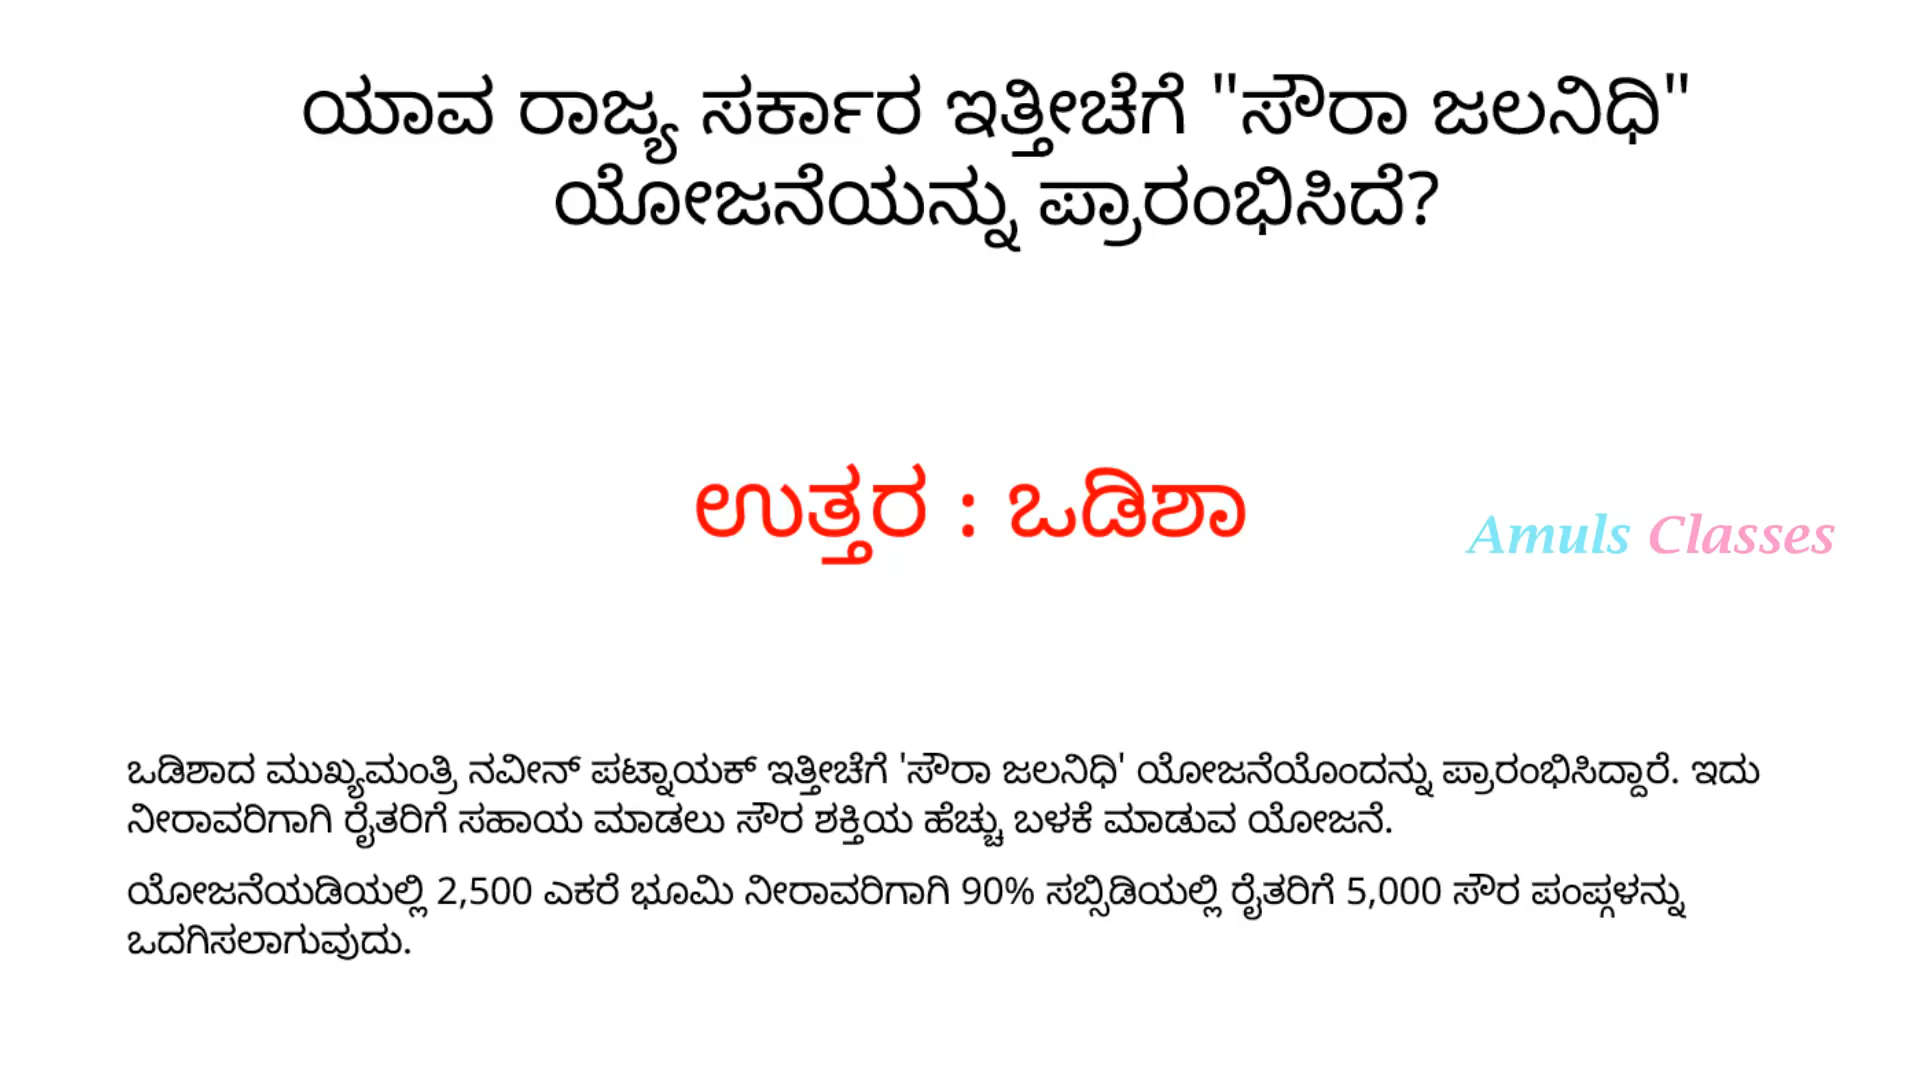 ಯಾವ ರಾಜ್ಯ ಸರ್ಕಾರ ಇತ್ತೀಚೆಗೆ "ಸೌರಾ ಜಲನಿಧಿ"
ಯೋಜನೆಯನ್ನು ಪ್ರಾರಂಭಿಸಿದೆ?
ಉತ್ತರ : ಒಡಿಶಾ
Amuls Classes
ಒಡಿಶಾದ ಮುಖ್ಯಮಂತ್ರಿ ನವೀನ್ ಪಟ್ನಾಯಕ್ ಇತ್ತೀಚೆಗೆ 'ಸೌರಾ ಜಲನಿಧಿ' ಯೋಜನೆಯೊಂದನ್ನು ಪ್ರಾರಂಭಿಸಿದ್ದಾರೆ. ಇದು
ನೀರಾವರಿಗಾಗಿ ರೈತರಿಗೆ ಸಹಾಯ ಮಾಡಲು ಸೌರ ಶಕ್ತಿಯ ಹೆಚ್ಚು ಬಳಕೆ ಮಾಡುವ ಯೋಜನೆ.
ಯೋಜನೆಯಡಿಯಲ್ಲಿ 2,500 ಎಕರೆ ಭೂಮಿ ನೀರಾವರಿಗಾಗಿ 90% ಸಬ್ಸಿಡಿಯಲ್ಲಿ ರೈತರಿಗೆ 5,000 ಸೌರ ಪಂಪ್ಗಳನ್ನು
ಒದಗಿಸಲಾಗುವುದು.